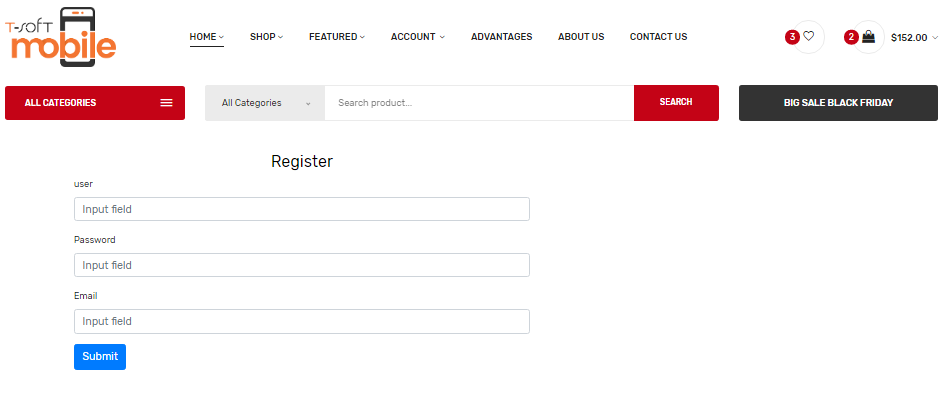 T-SOFT
mobile
HOME
SHOP
FEATURED
ACCOUNT
ADVANTAGES
ABOUT US
CONTACT US
3
2
$152.00
ALL CATEGORIES
All Categories
Search product...
SEARCH
BIG SALE BLACK FRIDAY
Register
user
Input field
Password
Input field
Email
Input field
Submit